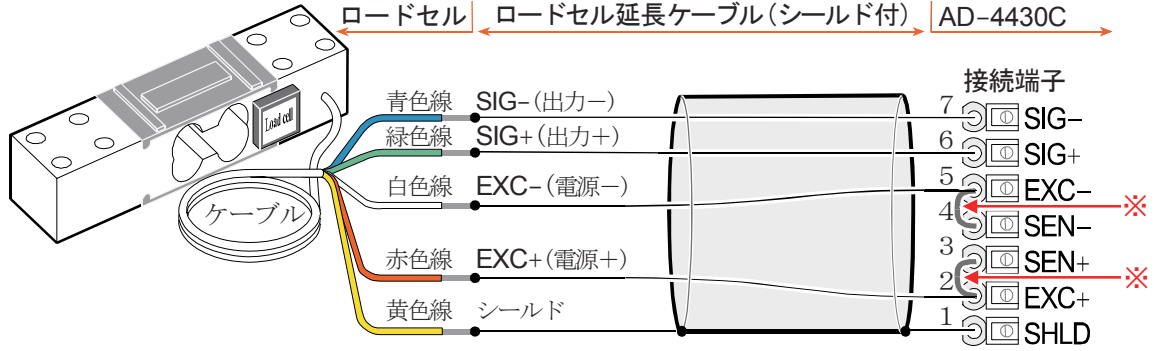 ロードセル ロードセル延長ケーブル(シールド付) AD-4430C
接続端子
青色線 SIG-(出力-) 7 SIG-
緑色線 SIG+(出力+) 6 SIG+
白色線 EXC-(電源-) 5 EXC-
※
4 SEN-
3 SEN+
※
赤色線 EXC+(電源+) 2 EXC+
黄色線 シールド 1 SHLD
Load cell
ケーブル